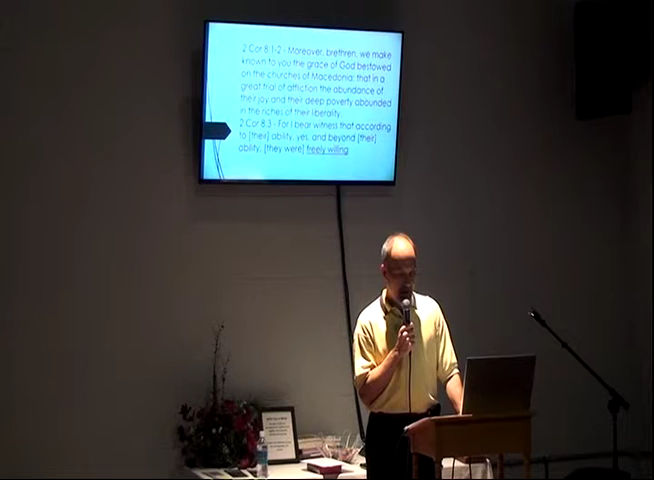 2 Cor 8:1-2 - Moreover, brethren, we make
known to you the grace of God bestowed
on the churches of Macedonia: that in a
great trial of affliction the abundance of
their joy and their deep poverty abounded
in the riches of their liberality.
2 Cor 8:3 - For I bear witness that according
to [their] ability, yes, and beyond [their]
ability, [they were] freely willing